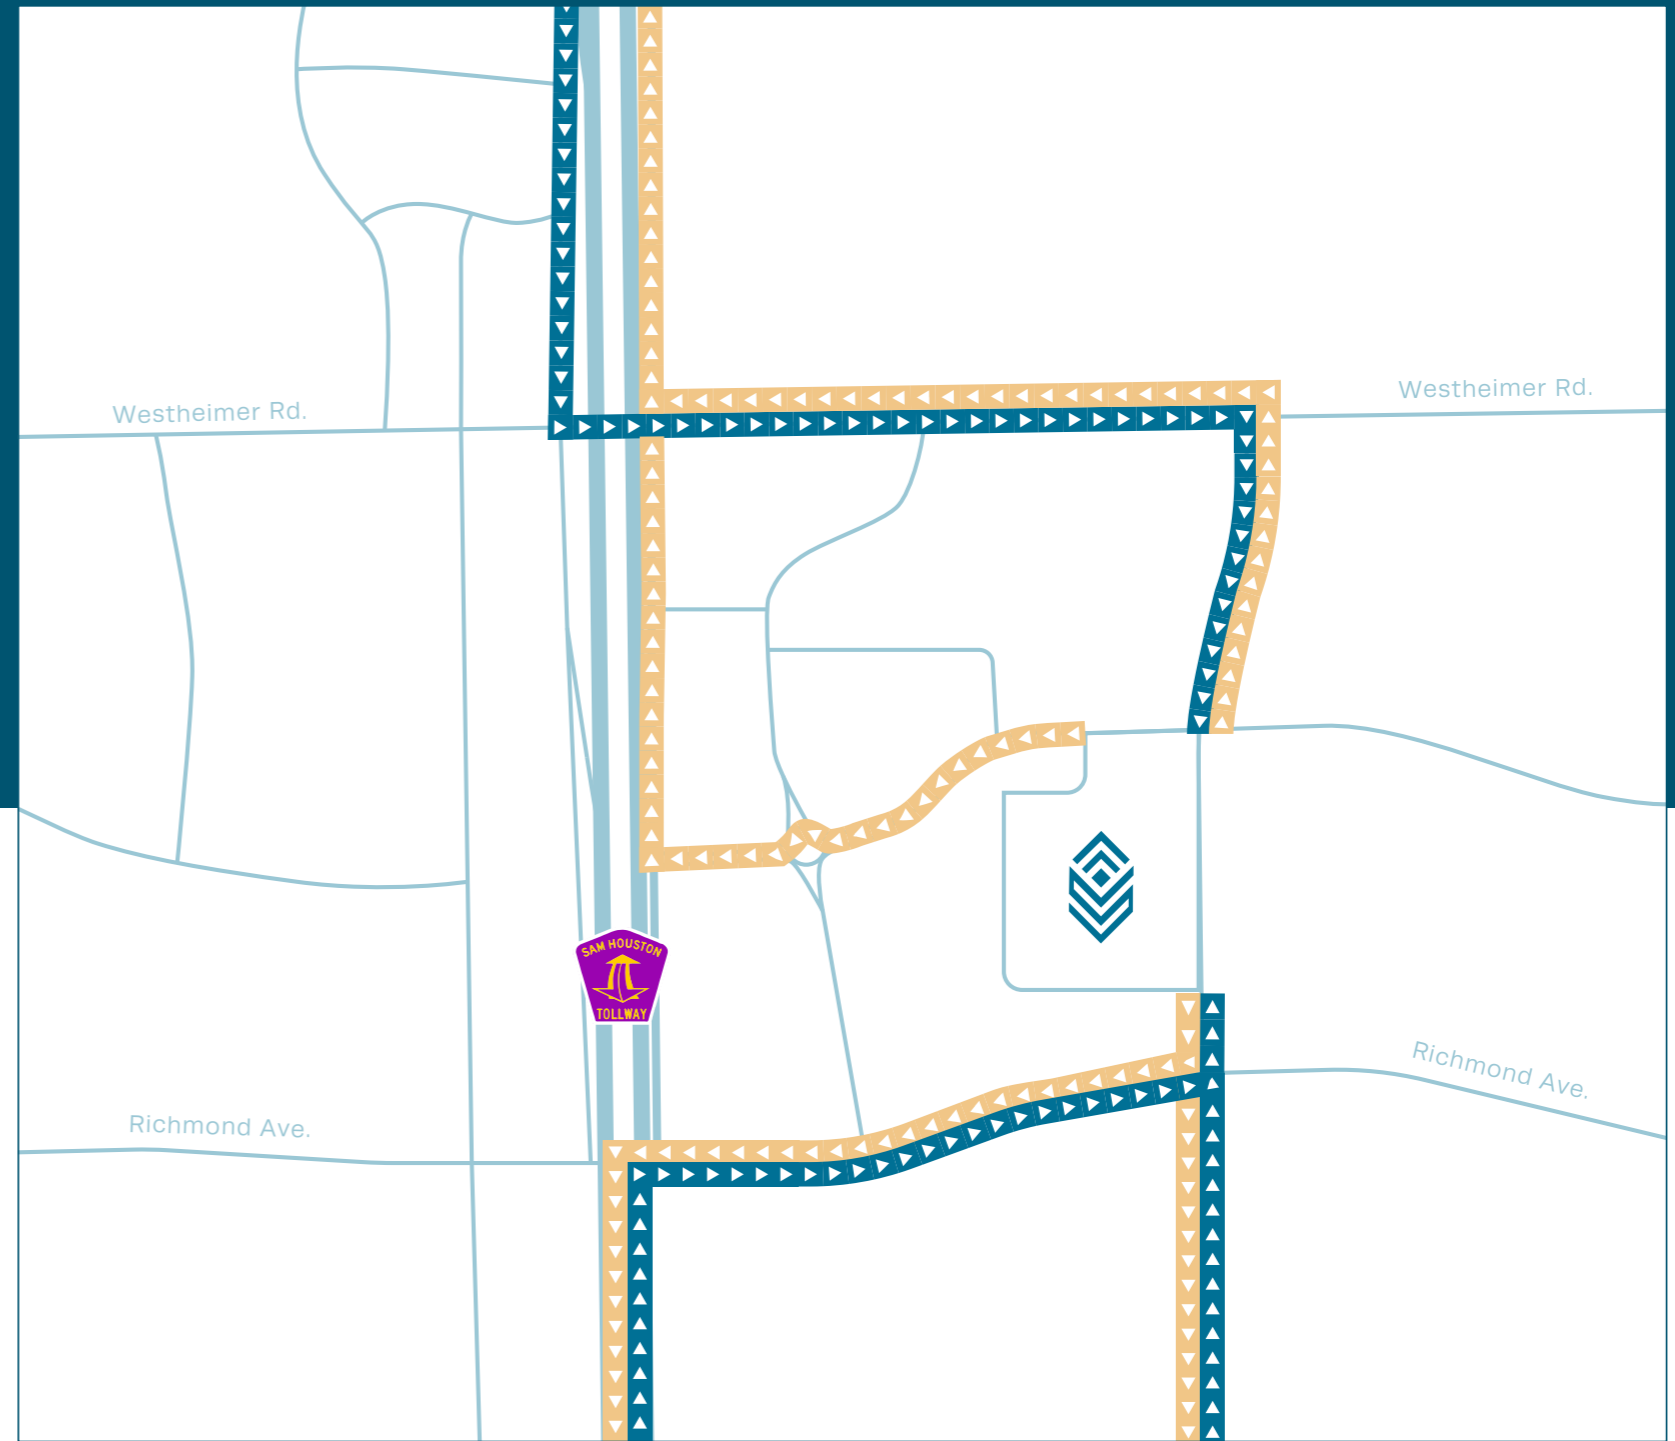 Westheimer Rd.
Westheimer Rd.
SAM HOUSTON
TOLLWAY
Richmond Ave.
Richmond Ave.